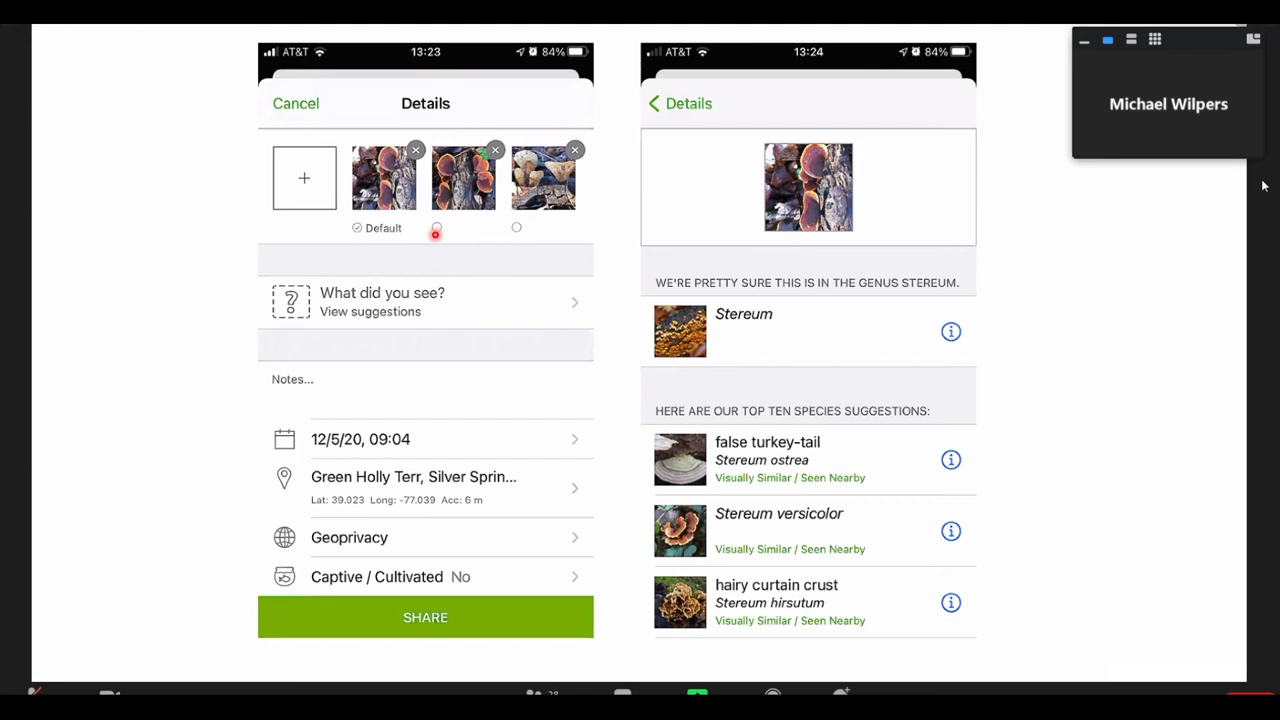 AT&T 13:23 84%
Cancel Details
+
Default
?
What did you see?
View suggestions
Notes...
12/5/20, 09:04
Green Holly Terr, Silver Sprin...
Lat: 39.023 Long: -77.039 Acc: 6 m
Geoprivacy
Captive / Cultivated No
SHARE
AT&T 13:24 84%
Details
WE'RE PRETTY SURE THIS IS IN THE GENUS STEREUM.
Stereum
HERE ARE OUR TOP TEN SPECIES SUGGESTIONS:
false turkey-tail
Stereum ostrea
Visually Similar / Seen Nearby
Stereum versicolor
Visually Similar / Seen Nearby
hairy curtain crust
Stereum hirsutum
Visually Similar / Seen Nearby
Michael Wilpers